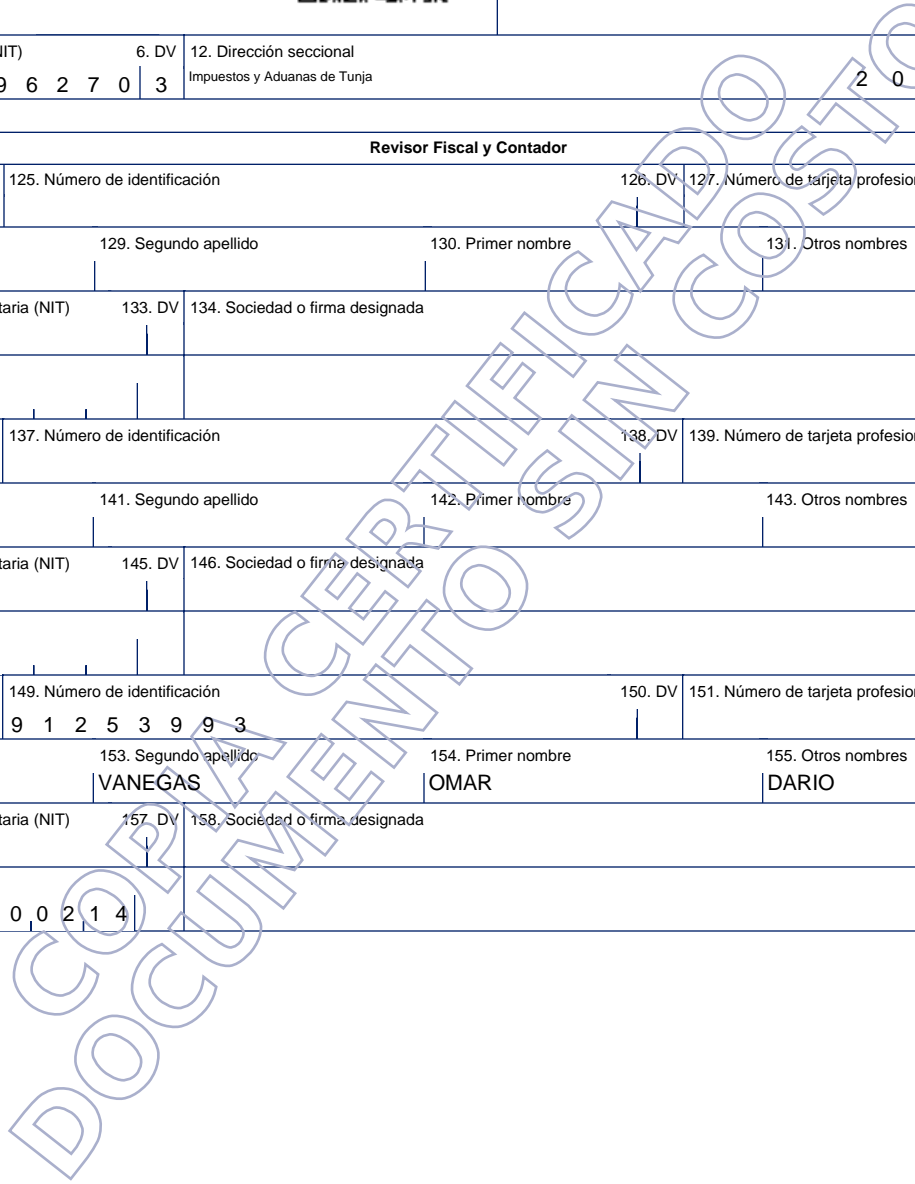 NIT) 6. DV 12. Dirección seccional
9 6 2 7 0 3 Impuestos y Aduanas de Tunja 2 0
Revisor Fiscal y Contador
125. Número de identificación 126. DV 127. Número de tarjeta profesion
129. Segundo apellido 130. Primer nombre 131. Otros nombres
taria (NIT) 133. DV 134. Sociedad o firma designada
137. Número de identificación 138. DV 139. Número de tarjeta profesion
141. Segundo apellido 142. Primer nombre 143. Otros nombres
taria (NIT) 145. DV 146. Sociedad o firma designada
149. Número de identificación 150. DV 151. Número de tarjeta profesion
9 1 2 5 3 9 9 3
153. Segundo apellido 154. Primer nombre 155. Otros nombres
VANEGAS OMAR DARIO
taria (NIT) 157. DV 158. Sociedad o firma designada
0 0 2 1 4
COPIA CERTIFICADO
DOCUMENTO SIN COSTO